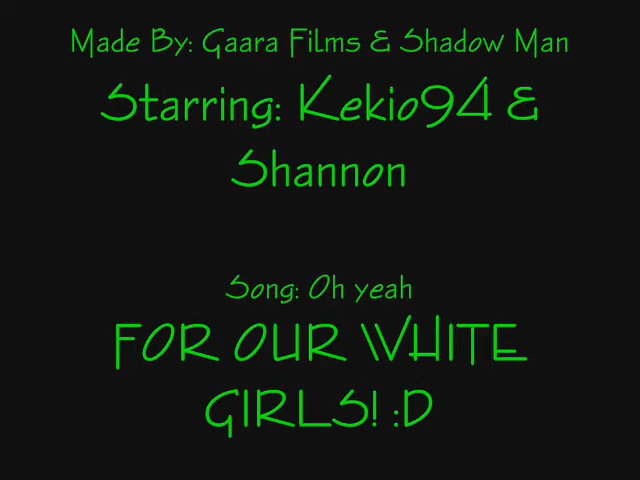 Made By: Gaara Films & Shadow Man
Starring: Kekio94 &
Shannon
Song: Oh yeah
FOR OUR WHITE
GIRLS! :D